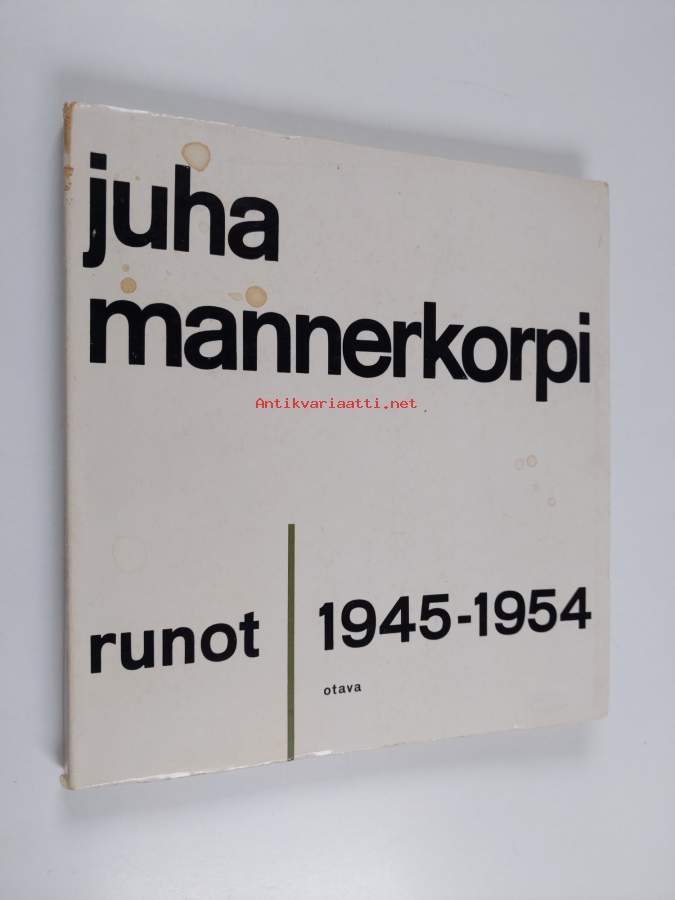 juha
mannerkorpi
Antikvariaatti.net
runot
1945-1954
otava